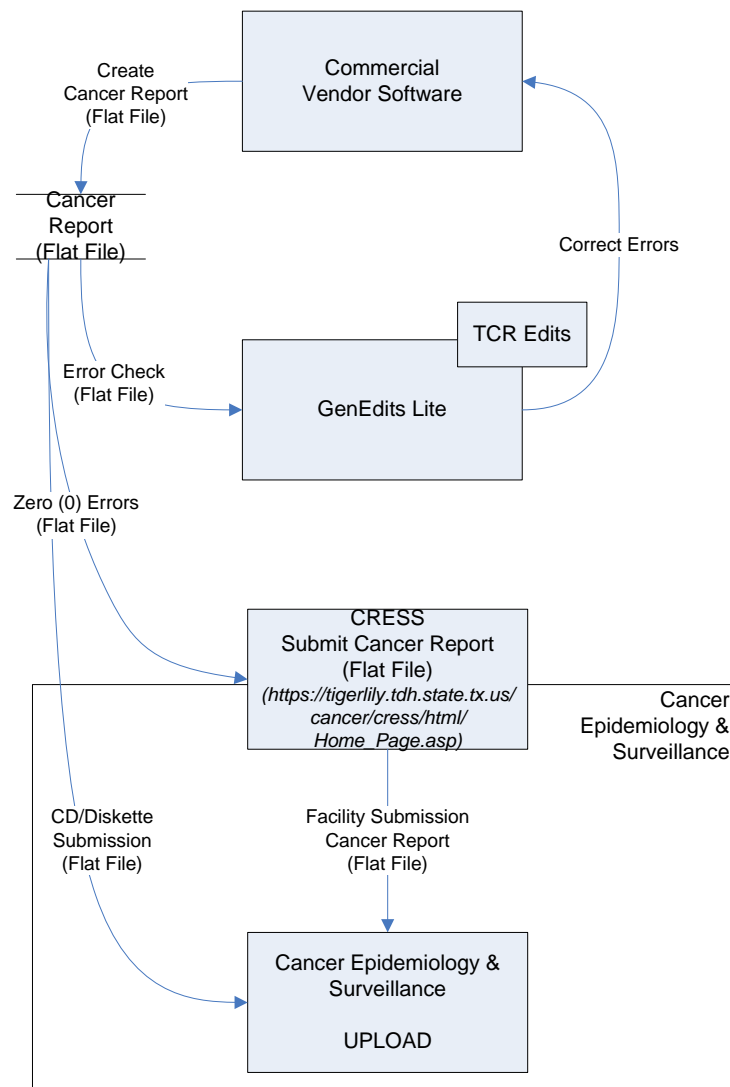 Commercial
Vendor Software
Create
Cancer Report
(Flat File)
Cancer
Report
(Flat File)
Correct Errors
TCR Edits
Error Check
(Flat File)
GenEdits Lite
Zero (0) Errors
(Flat File)
CRESS
Submit Cancer Report
(Flat File)
(https://tigerlily.tdh.state.tx.us/
cancer/cress/html/
Home_Page.asp)
Cancer
Epidemiology &
Surveillance
CD/Diskette
Submission
(Flat File)
Facility Submission
Cancer Report
(Flat File)
Cancer Epidemiology &
Surveillance
UPLOAD